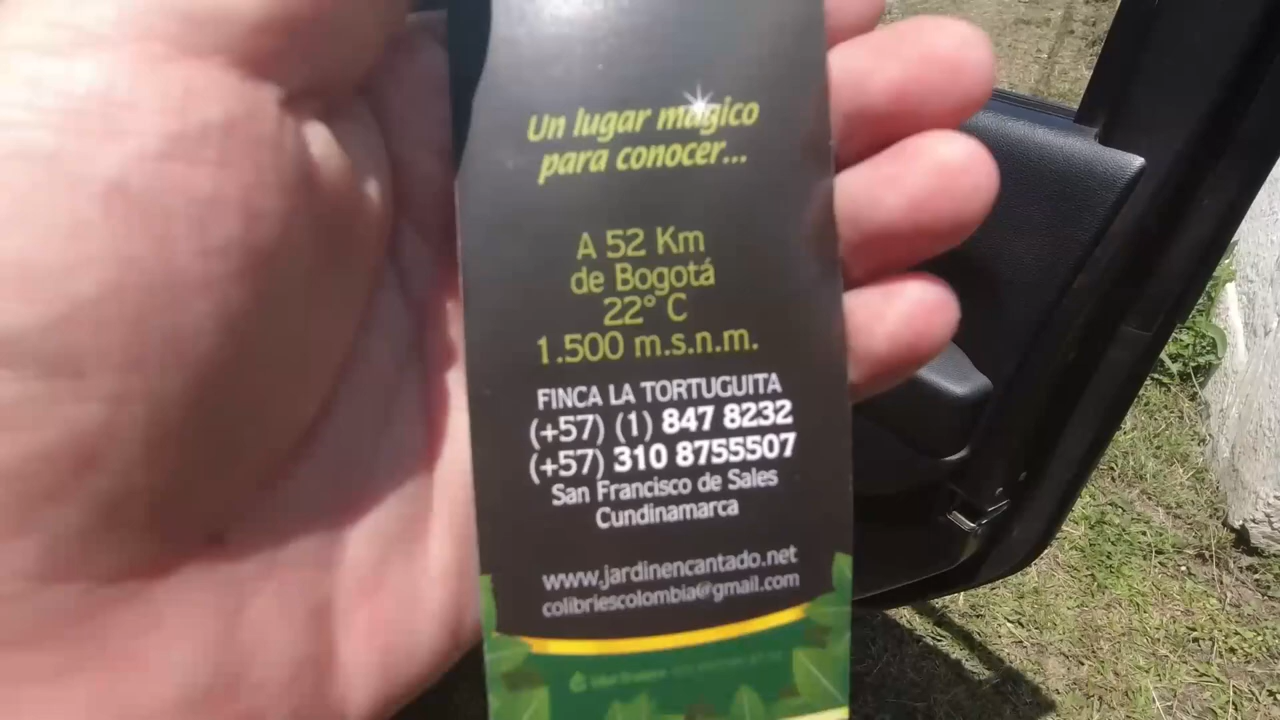 Un lugar mágico
para conocer...
A 52 Km
de Bogotá
22° C
1.500 m.s.n.m.
FINCA LA TORTUGUITA
(+57) (1) 847 8232
(+57) 310 8755507
San Francisco de Sales
Cundinamarca
www.jardinencantado.net
colibriescolombia@gmail.com